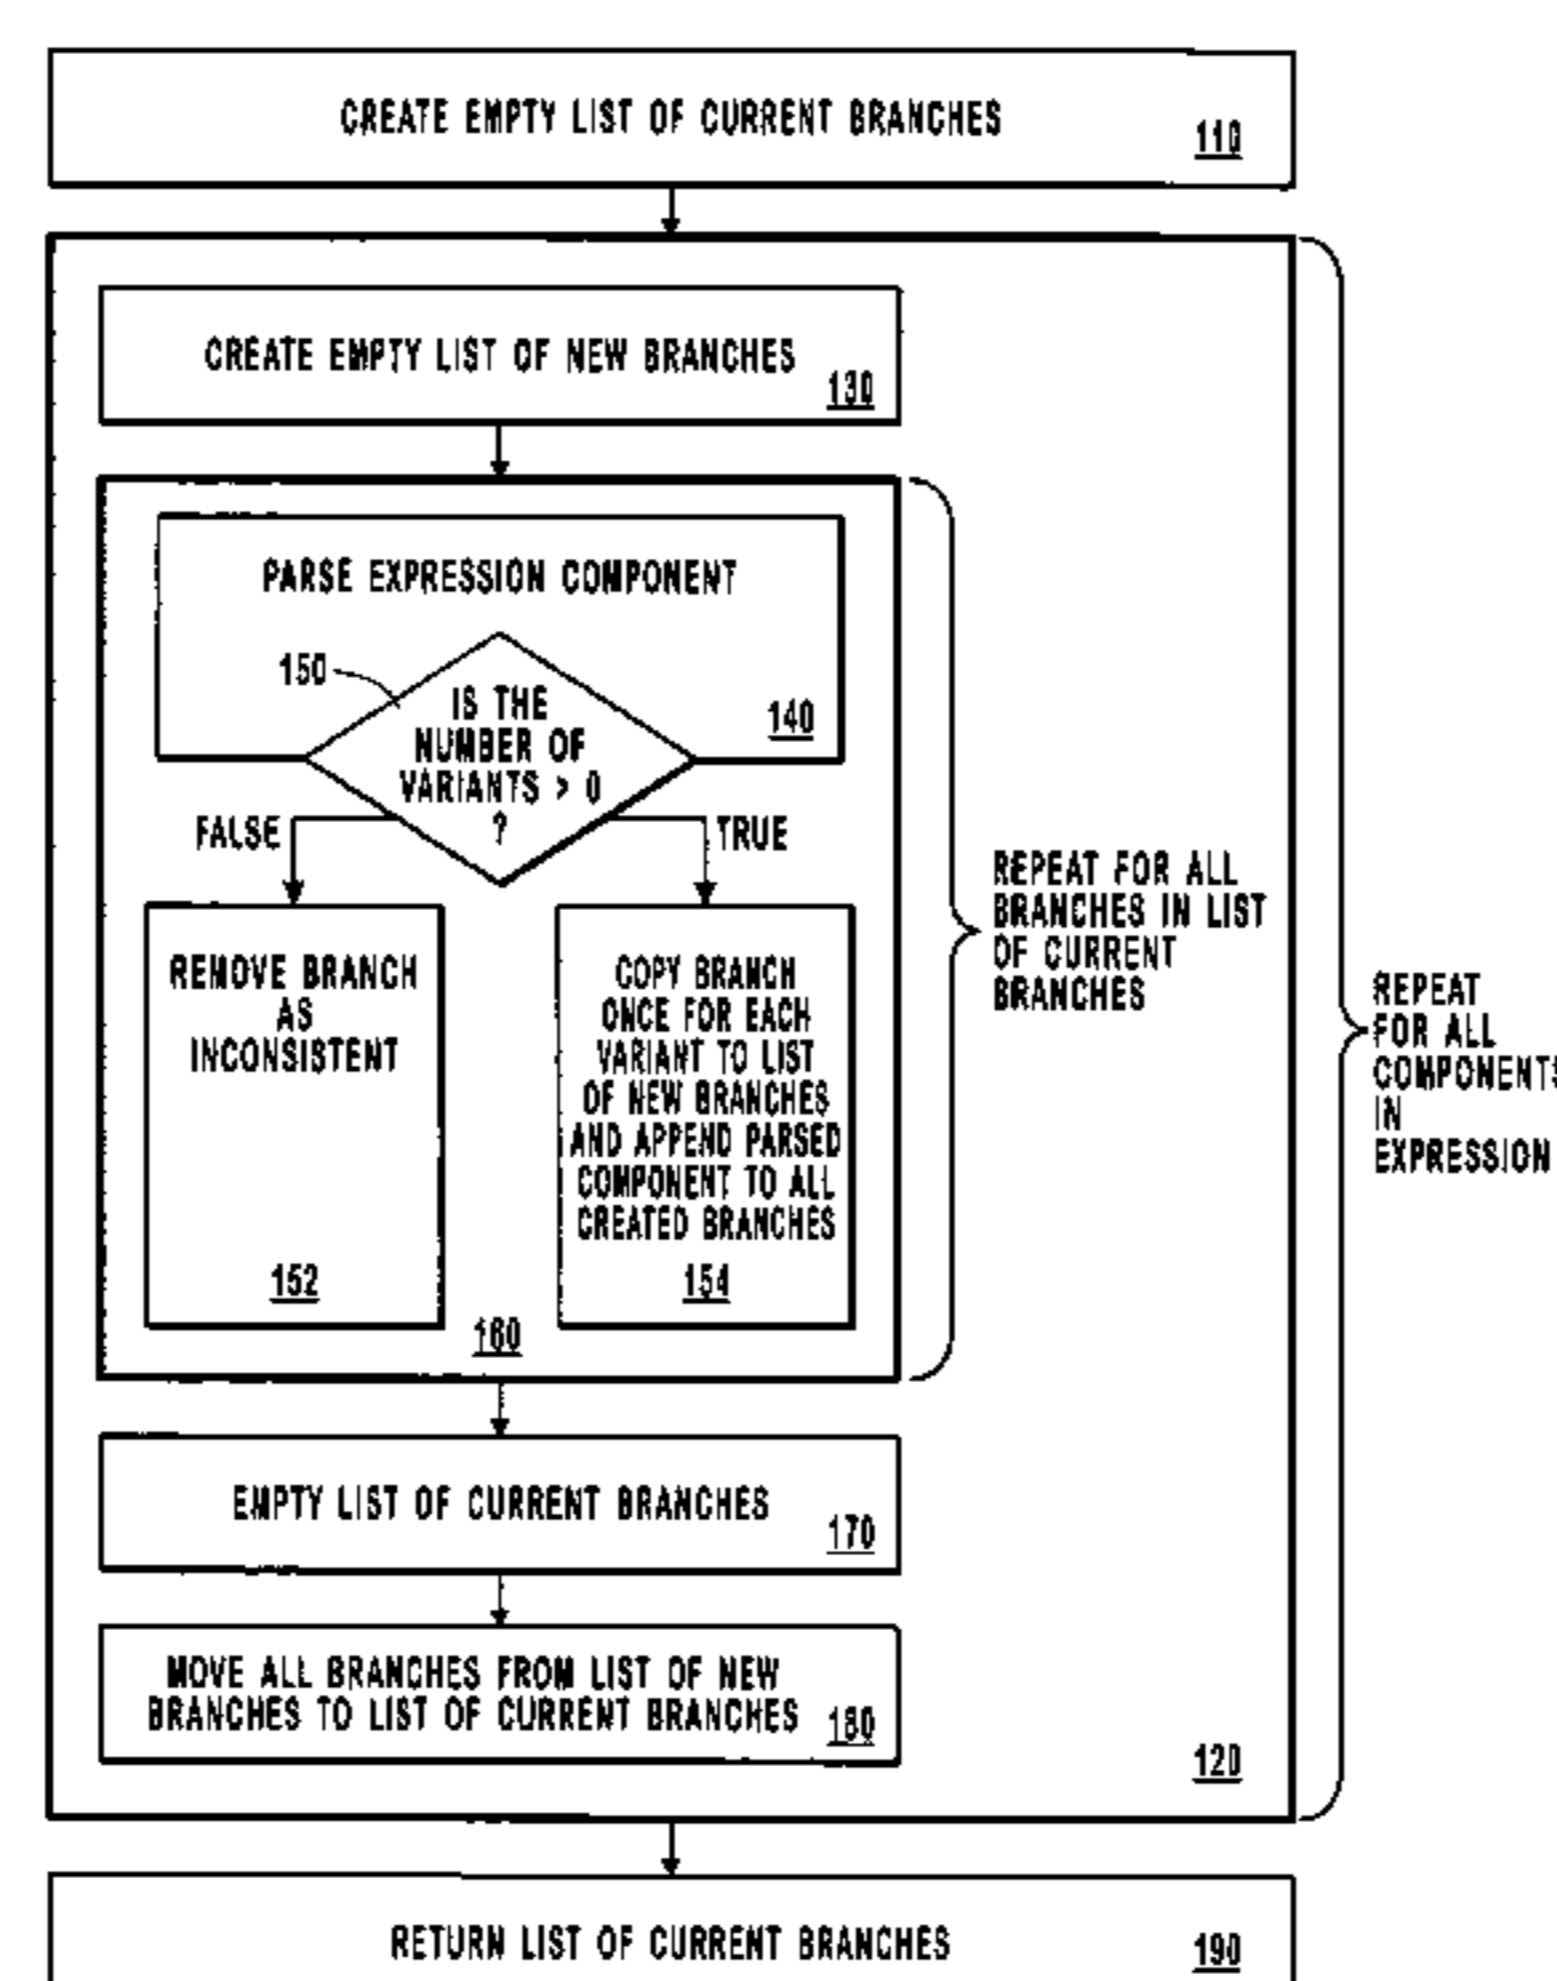 CREATE EMPTY LIST OF CURRENT BRANCHES
110
CREATE EMPTY LIST OF NEW BRANCHES
130
PARSE EXPRESSION COMPONENT
150
IS THE
NUMBER OF
VARIANTS > 0
?
140
FALSE
TRUE
REMOVE BRANCH
AS
INCONSISTENT
152
COPY BRANCH
ONCE FOR EACH
VARIANT TO LIST
OF NEW BRANCHES
AND APPEND PARSED
COMPONENT TO ALL
CREATED BRANCHES
154
160
REPEAT FOR ALL
BRANCHES IN LIST
OF CURRENT
BRANCHES
REPEAT
FOR ALL
COMPONENTS
IN
EXPRESSION
EMPTY LIST OF CURRENT BRANCHES
170
MOVE ALL BRANCHES FROM LIST OF NEW
BRANCHES TO LIST OF CURRENT BRANCHES
180
120
RETURN LIST OF CURRENT BRANCHES
190